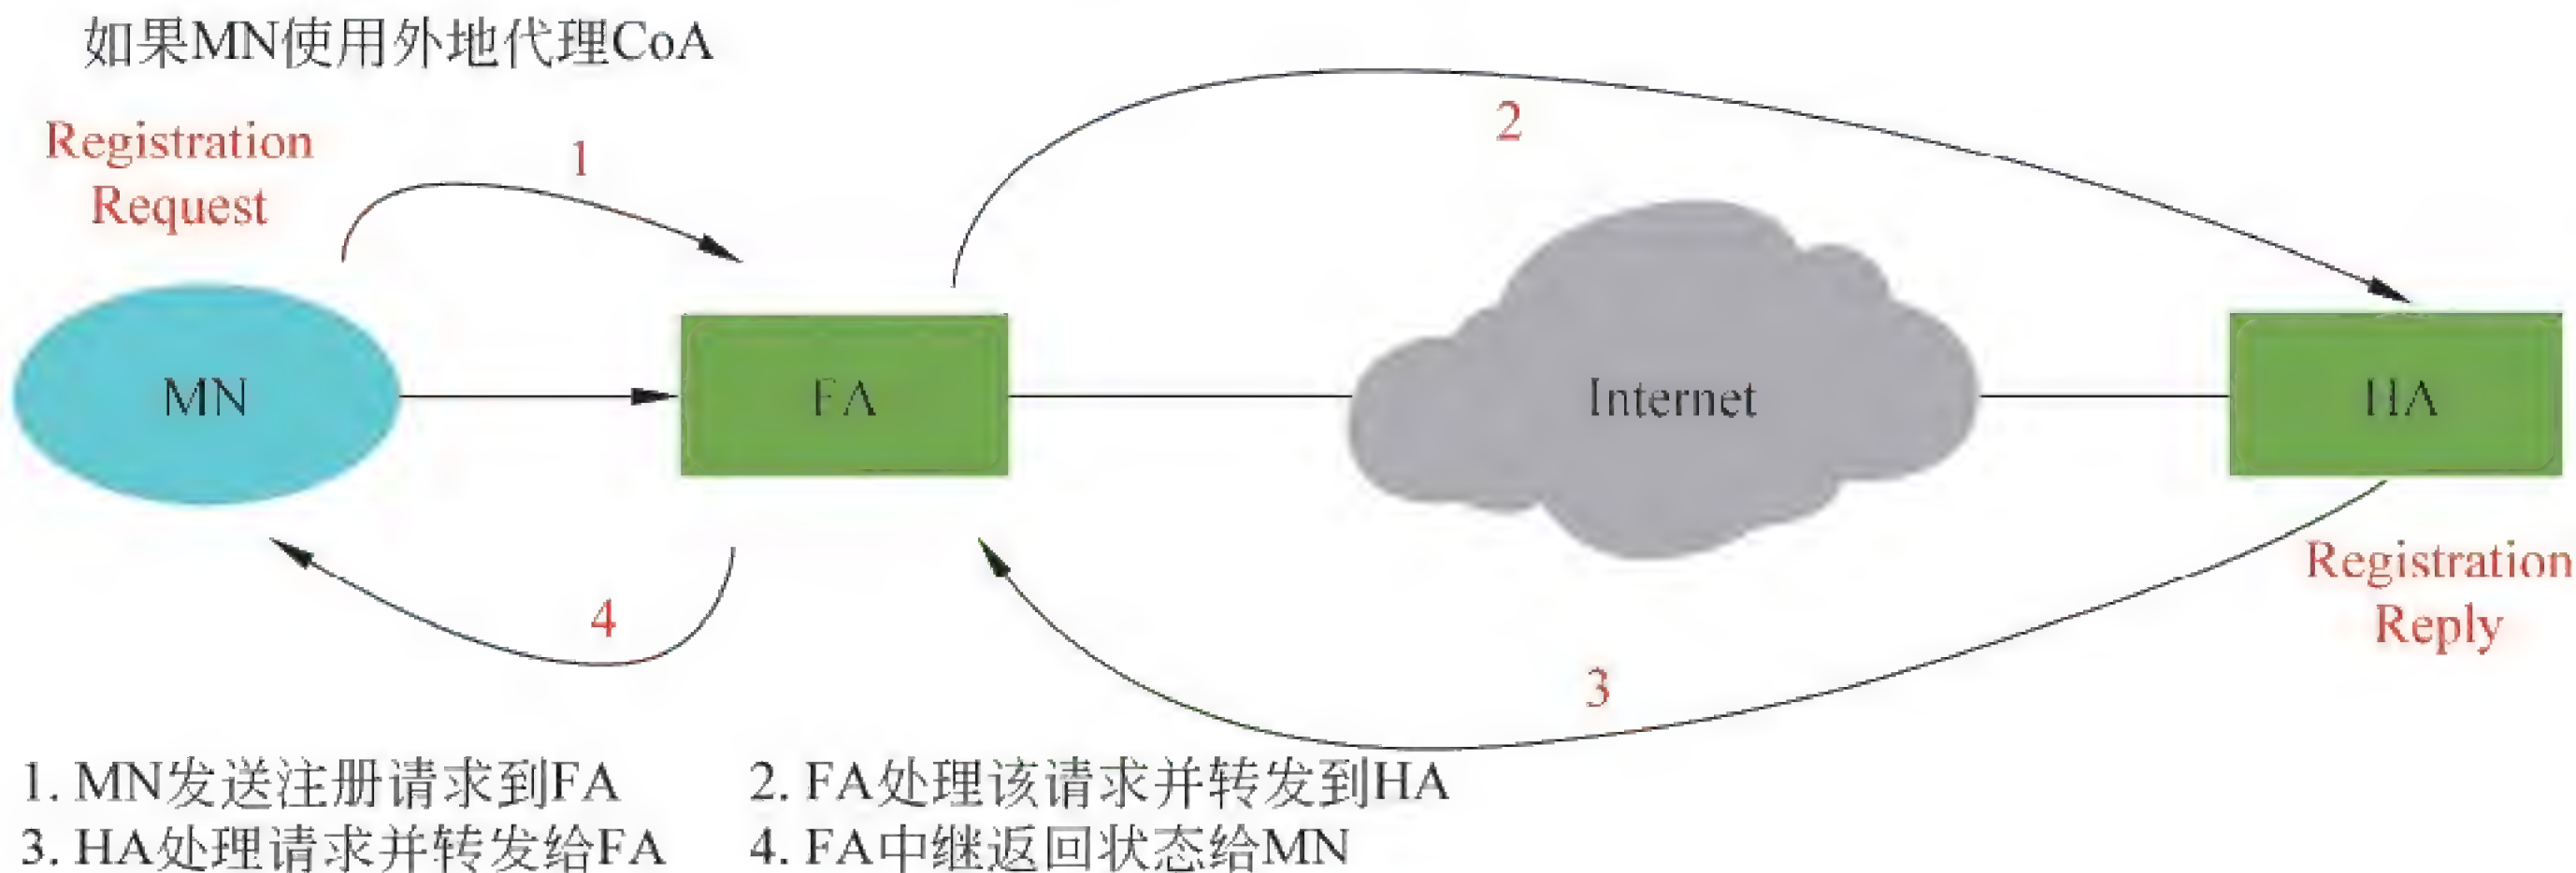 如果MN使用外地代理CoA
Registration
Request
1
2
MN
FA
Internet
HA
4
3
Registration
Reply
1. MN发送注册请求到FA
2. FA处理该请求并转发到HA
3. HA处理请求并转发给FA
4. FA中继返回状态给MN